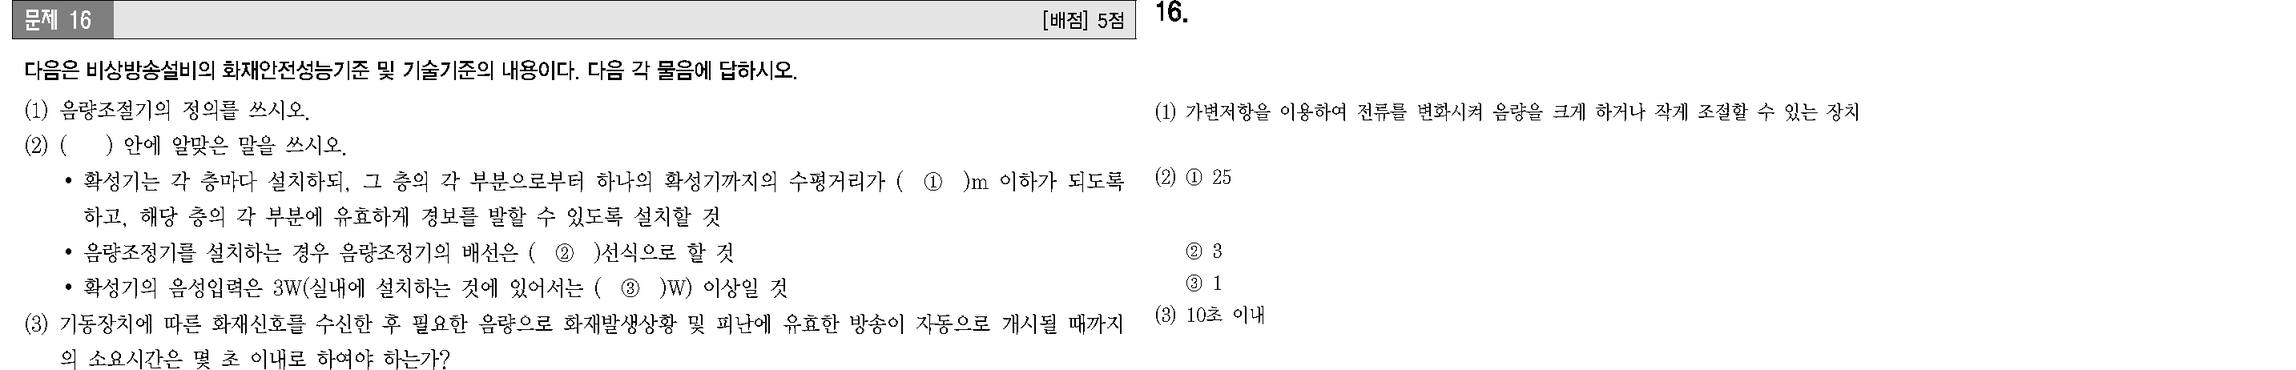 문제 16
[배점] 5점
다음은 비상방송설비의 화재안전성능기준 및 기술기준의 내용이다. 다음 각 물음에 답하시오.
(1) 음량조절기의 정의를 쓰시오.
(2) (    ) 안에 알맞은 말을 쓰시오.
• 확성기는 각 층마다 설치하되, 그 층의 각 부분으로부터 하나의 확성기까지의 수평거리가 ( ① )m 이하가 되도록
하고, 해당 층의 각 부분에 유효하게 경보를 발할 수 있도록 설치할 것
• 음량조정기를 설치하는 경우 음량조정기의 배선은 ( ② )선식으로 할 것
• 확성기의 음성입력은 3W(실내에 설치하는 것에 있어서는 ( ③ )W) 이상일 것
(3) 기동장치에 따른 화재신호를 수신한 후 필요한 음량으로 화재발생상황 및 피난에 유효한 방송이 자동으로 개시될 때까지
의 소요시간은 몇 초 이내로 하여야 하는가?
16.
(1) 가변저항을 이용하여 전류를 변화시켜 음량을 크게 하거나 작게 조절할 수 있는 장치
(2) ① 25
② 3
③ 1
(3) 10초 이내